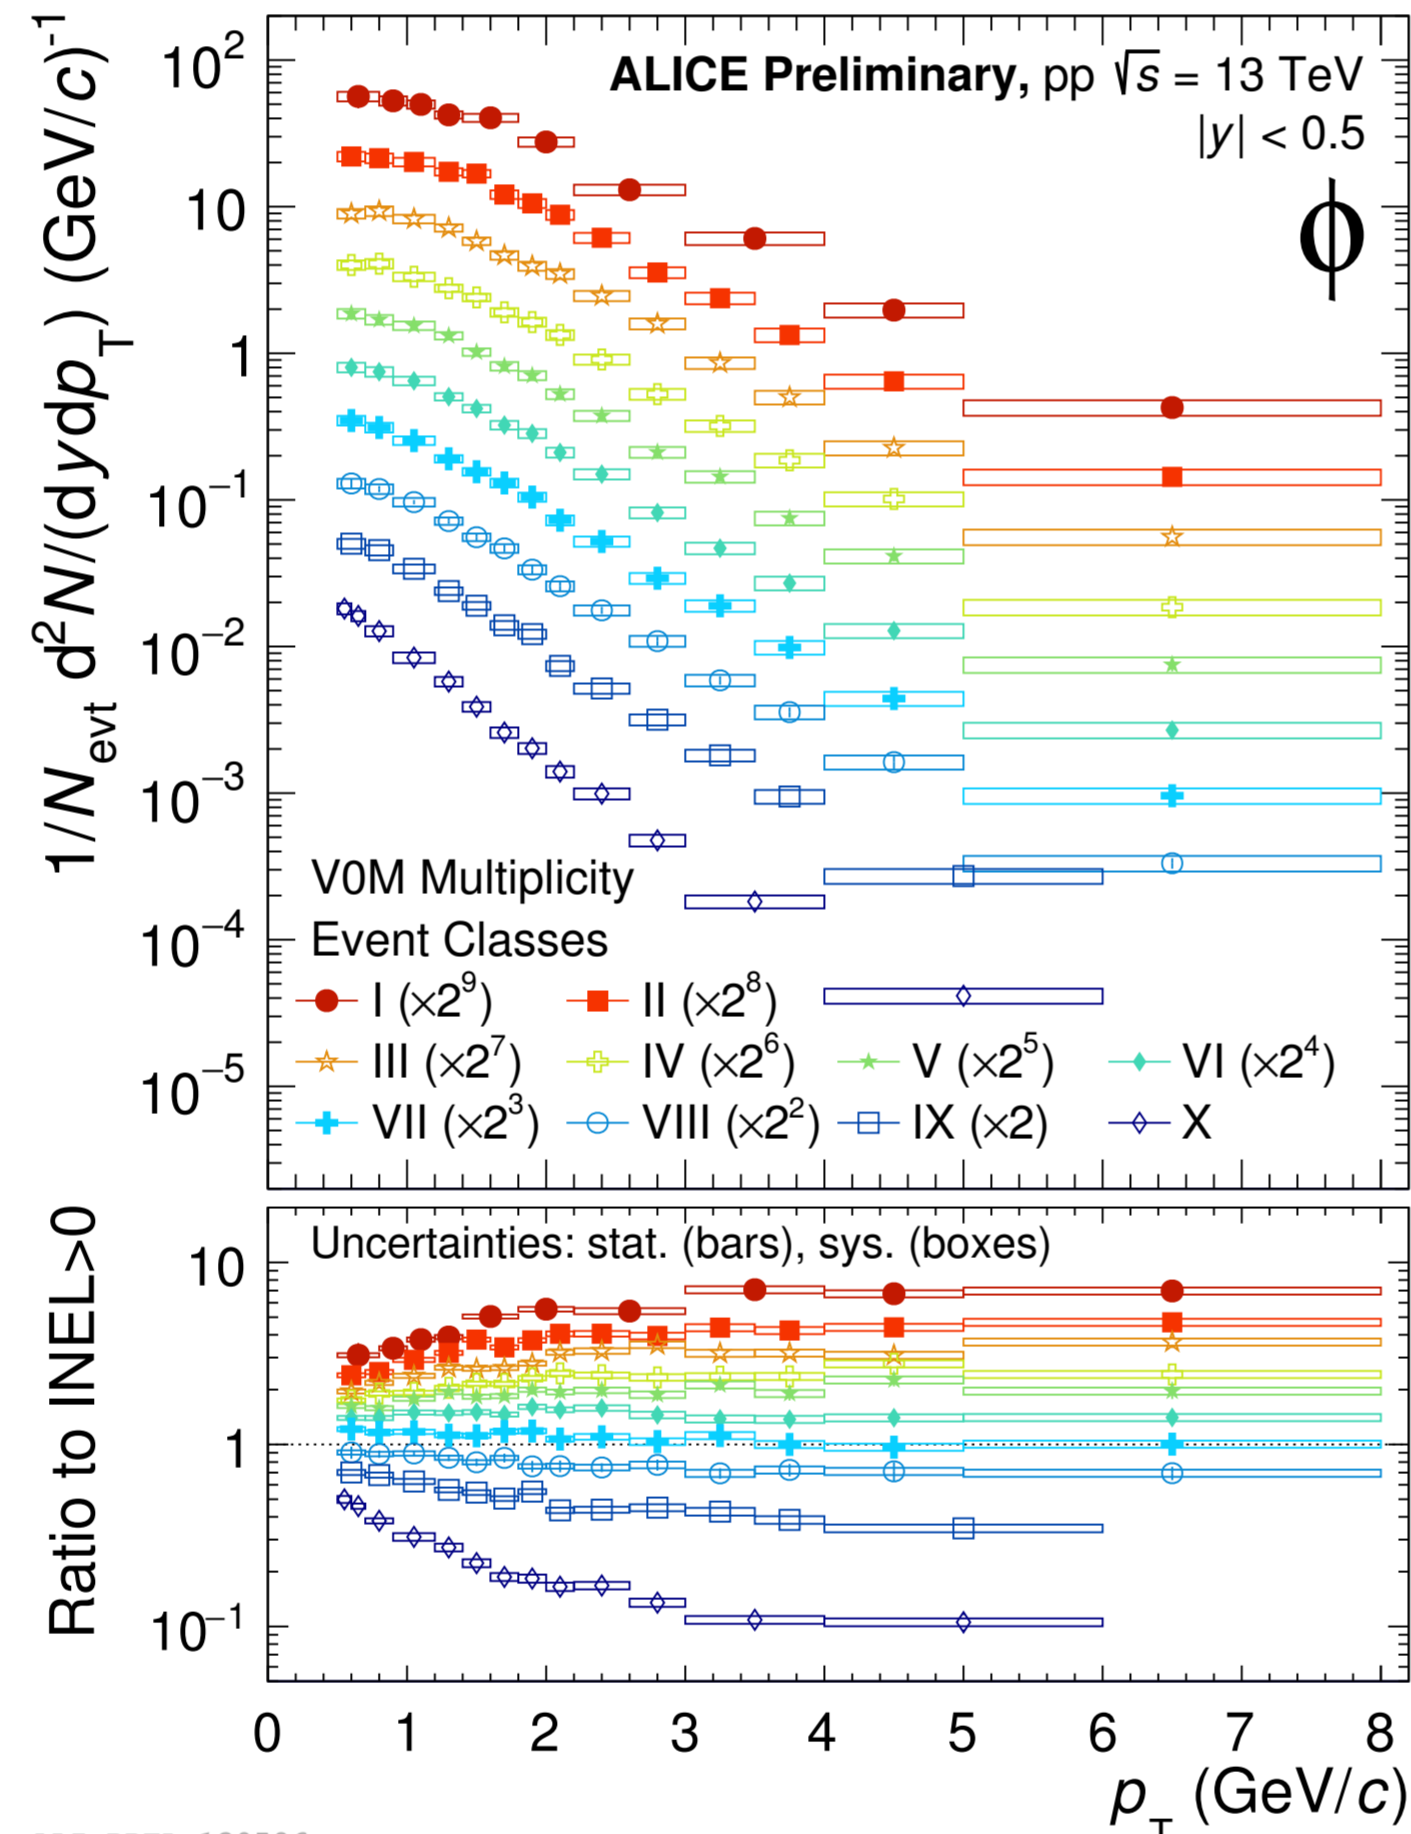 1/N_evt d²N/(dydp_T) (GeV/c)⁻¹
10²
10
1
10⁻¹
10⁻²
10⁻³
10⁻⁴
10⁻⁵
ALICE Preliminary, pp √s = 13 TeV
|y| < 0.5
ϕ
V0M Multiplicity
Event Classes
I (×2⁹) II (×2⁸)
III (×2⁷) IV (×2⁶) V (×2⁵) VI (×2⁴)
VII (×2³) VIII (×2²) IX (×2) X
Ratio to INEL>0
10
1
10⁻¹
Uncertainties: stat. (bars), sys. (boxes)
0 1 2 3 4 5 6 7 8
p_T (GeV/c)